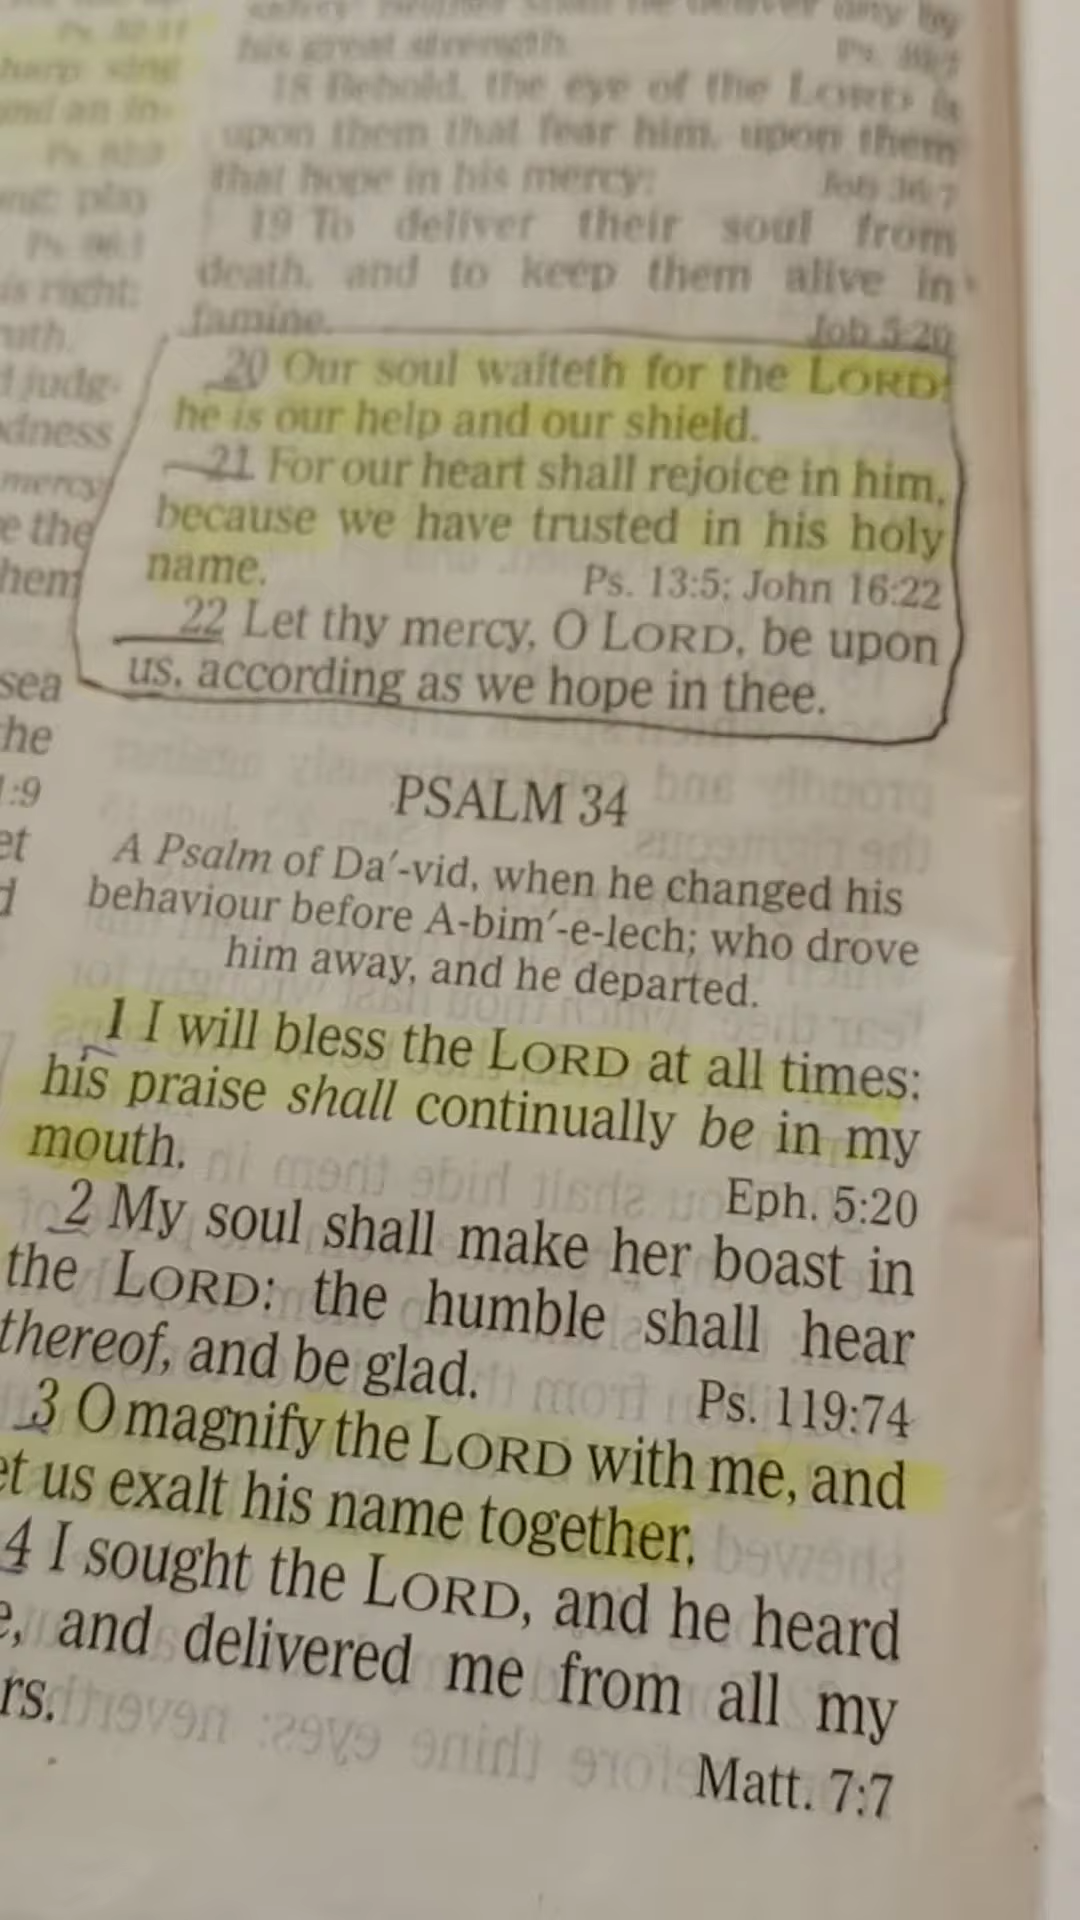 his great strength.
18 Behold, the eye of the LORD is
upon them that fear him, upon them
that hope in his mercy; Job 36:7
19 To deliver their soul from
death, and to keep them alive in
famine. Job 5:20
20 Our soul waiteth for the LORD:
he is our help and our shield.
21 For our heart shall rejoice in him,
because we have trusted in his holy
name. Ps. 13:5; John 16:22
22 Let thy mercy, O LORD, be upon
us, according as we hope in thee.
PSALM 34
A Psalm of Da′-vid, when he changed his
behaviour before A-bim′-e-lech; who drove
him away, and he departed.
1 I will bless the LORD at all times:
his praise shall continually be in my
mouth. Eph. 5:20
2 My soul shall make her boast in
the LORD: the humble shall hear
thereof, and be glad. Ps. 119:74
3 O magnify the LORD with me, and
et us exalt his name together.
4 I sought the LORD, and he heard
e, and delivered me from all my
rs. Matt. 7:7